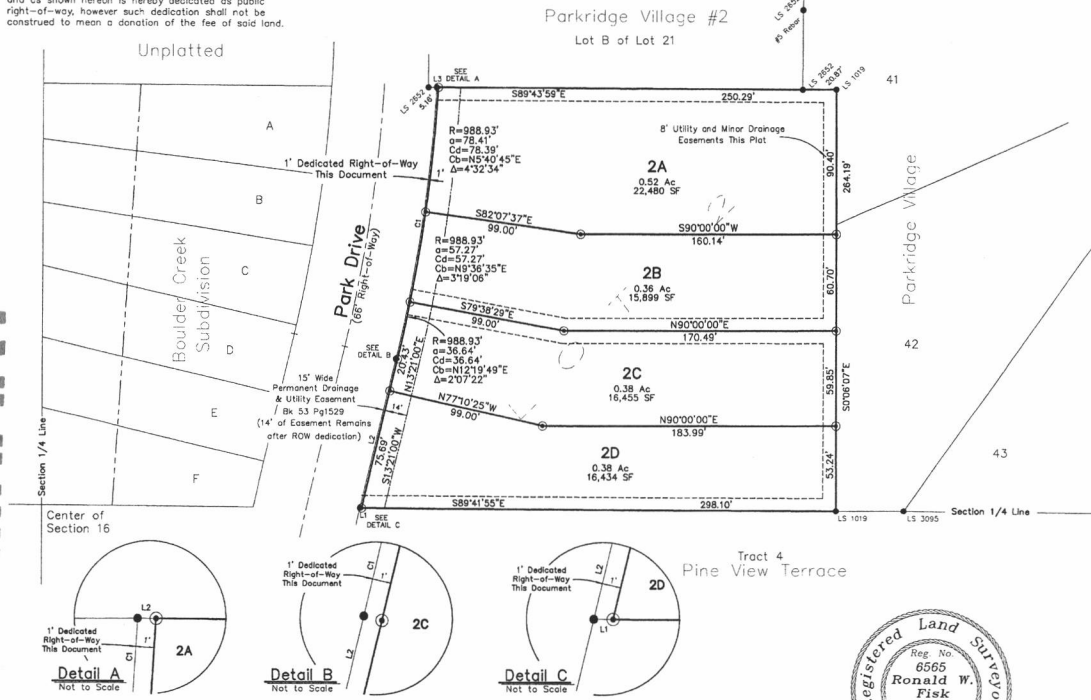 and as shown hereon is hereby dedicated as public
right-of-way, however such dedication shall not be
construed to mean a donation of the fee of said land.
Parkridge Village #2
Lot B of Lot 21
LS 2652
#5 Rebar
Unplatted
SEE
DETAIL A
L3
LS 2652
5.16'
S89°43'59"E
250.29'
LS 2652
20.87'
LS 1019
41
A
B
C
D
E
F
Boulder Creek
Subdivision
1' Dedicated Right-of-Way
This Document
1'
R=988.93'
a=78.41'
Cd=78.39'
Cb=N5°40'45"E
Δ=4°32'34"
8' Utility and Minor Drainage
Easements This Plat
2A
0.52 Ac
22,480 SF
90.40'
264.19'
Parkridge Village
C1
S82°07'37"E
99.00'
S90°00'00"W
160.14'
Park Drive
(66' Right-of-Way)
R=988.93'
a=57.27'
Cd=57.27'
Cb=N9°36'35"E
Δ=3°19'06"
2B
0.36 Ac
15,899 SF
60.70'
S79°38'29"E
99.00'
N90°00'00"E
170.49'
42
SEE
DETAIL B
20.43'
N13°21'00"E
R=988.93'
a=36.64'
Cd=36.64'
Cb=N12°19'49"E
Δ=2°07'22"
2C
0.38 Ac
16,455 SF
59.85'
S0°06'07"E
15' Wide
Permanent Drainage
& Utility Easement
Bk 53 Pg1529
(14' of Easement Remains
after ROW dedication)
14'
N77°10'25"W
99.00'
N90°00'00"E
183.99'
L2
75.69'
S13°21'00"W
2D
0.38 Ac
16,434 SF
53.24'
43
Section 1/4 Line
S89°41'55"E
298.10'
L1
SEE
DETAIL C
LS 1019
LS 3095
Section 1/4 Line
Center of
Section 16
Tract 4
Pine View Terrace
L2
1' Dedicated
Right-of-Way
This Document
1'
C1
2A
Detail A
Not to Scale
1' Dedicated
Right-of-Way
This Document
C1
1'
2C
L2
Detail B
Not to Scale
1' Dedicated
Right-of-Way
This Document
L2
1'
2D
L1
Detail C
Not to Scale
egistered Land Surveyo
Reg. No.
6565
Ronald W.
Fisk